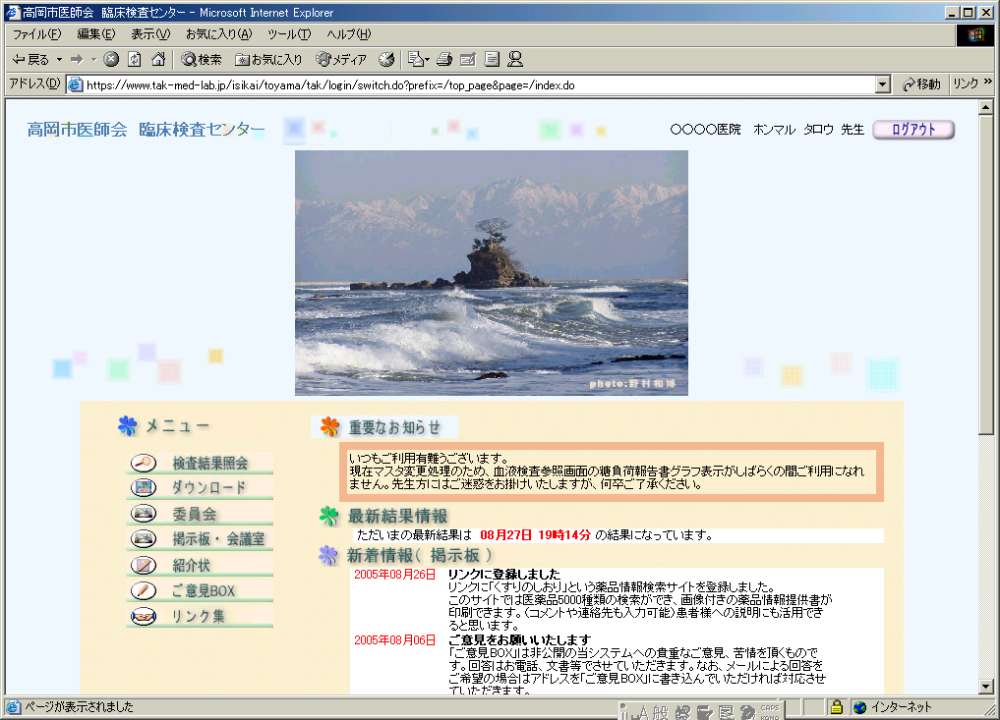 高岡市医師会 臨床検査センター - Microsoft Internet Explorer
ファイル(F) 編集(E) 表示(V) お気に入り(A) ツール(T) ヘルプ(H)
戻る 検索 お気に入り メディア
アドレス(D) https://www.tak-med-lab.jp/isikai/toyama/tak/login/switch.do?prefix=/top_page&page=/index.do 移動 リンク »
高岡市医師会 臨床検査センター
○○○○医院 ホンマル タロウ 先生 ログアウト
photo:野村和博
メニュー
検査結果照会
ダウンロード
委員会
掲示板・会議室
紹介状
ご意見BOX
リンク集
重要なお知らせ
いつもご利用有難うございます。
現在マスタ変更処理のため、血液検査参照画面の糖負荷報告書グラフ表示がしばらくの間ご利用になれ
ません。先生方にはご迷惑をお掛けいたしますが、何卒ご了承ください。
最新結果情報
ただいまの最新結果は 08月27日 19時14分 の結果になっています。
新着情報( 掲示板 )
2005年08月26日 リンクに登録しました
リンクに「くすりのしおり」という薬品情報検索サイトを登録しました。
このサイトでは医薬品5000種類の検索ができ、画像付きの薬品情報提供書が
印刷できます。(コメントや連絡先も入力可能)患者様への説明にも活用でき
ると思います。
2005年08月06日 ご意見をお願いいたします
「ご意見BOX」は非公開の当システムへの貴重なご意見、苦情を頂くもので
す。回答はお電話、文書等でさせていただきます。なお、メールによる回答を
ご希望の場合はアドレスを「ご意見BOX」に書き込んでいただければ対応させ
ていただきます。
ページが表示されました
A 般 CAPS
KANA
インターネット